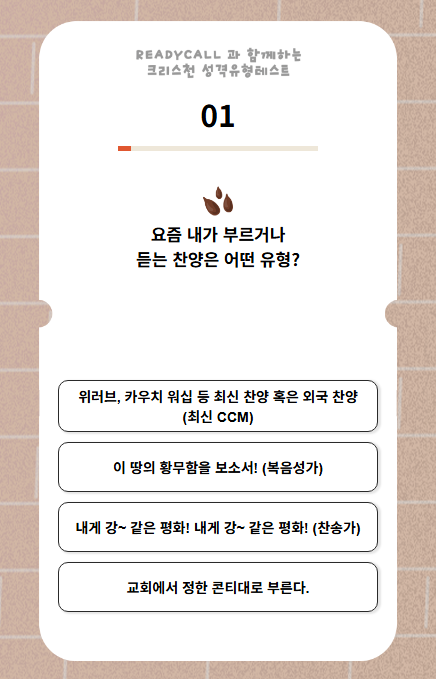 READYCALL 과 함께하는
크리스천 성격유형테스트
01
요즘 내가 부르거나
듣는 찬양은 어떤 유형?
위러브, 카우치 워십 등 최신 찬양 혹은 외국 찬양
(최신 CCM)
이 땅의 황무함을 보소서! (복음성가)
내게 강~ 같은 평화! 내게 강~ 같은 평화! (찬송가)
교회에서 정한 콘티대로 부른다.